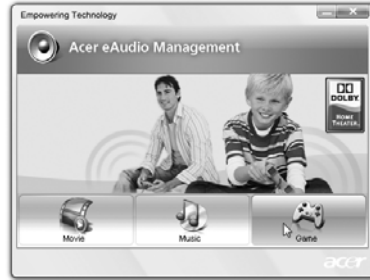 Empowering Technology
Acer eAudio Management
DOLBY
HOME
THEATER
Movie
Music
Game
acer